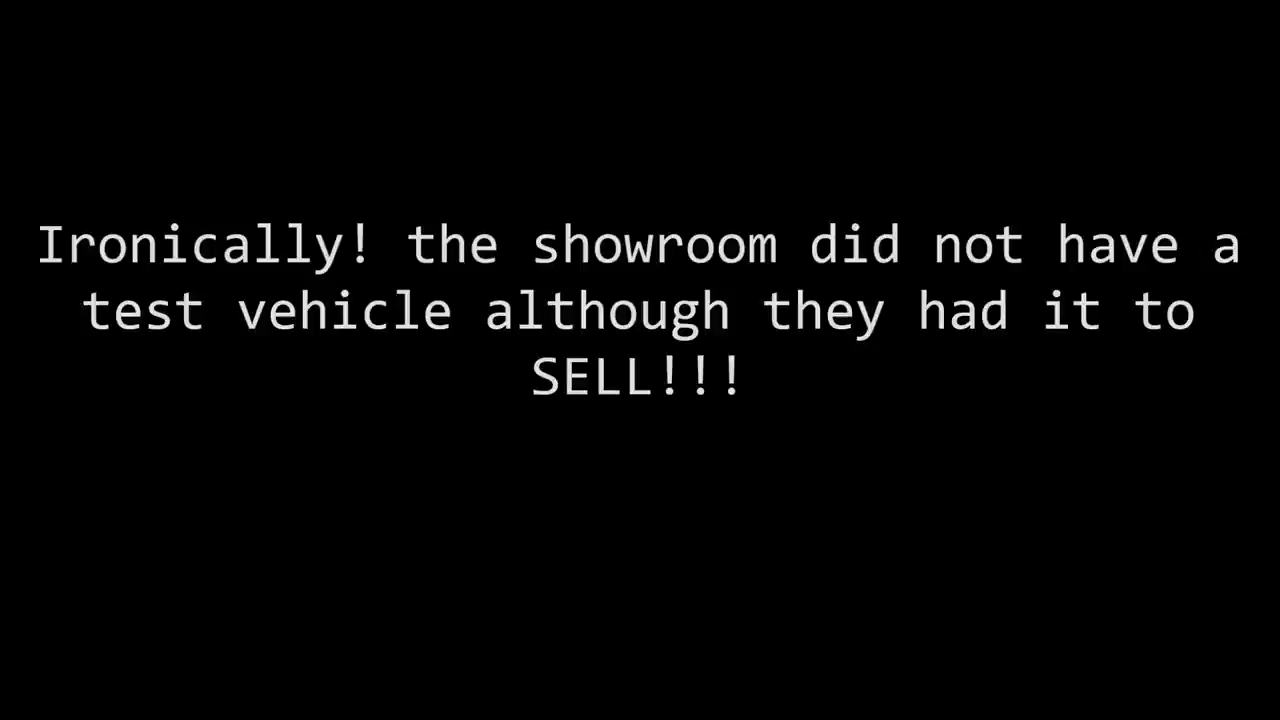 Ironically! the showroom did not have a
test vehicle although they had it to
SELL!!!